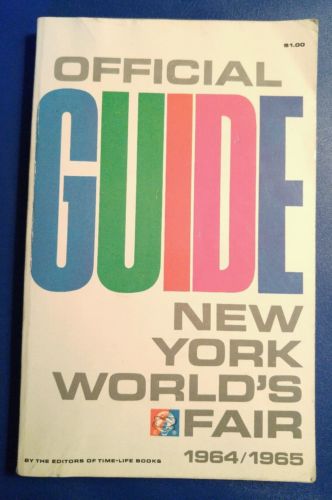 $1.00
OFFICIAL
GUIDE
NEW
YORK
WORLD'S
FAIR
BY THE EDITORS OF TIME-LIFE BOOKS
1964/1965